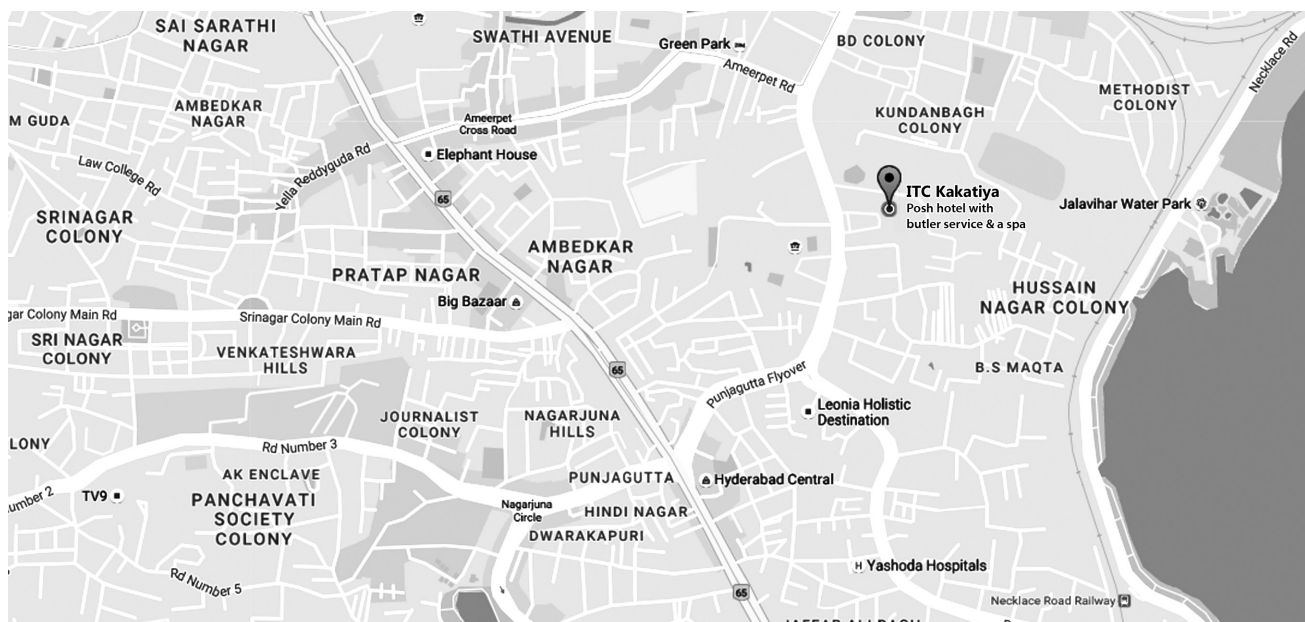 SAI SARATHI
NAGAR
SWATHI AVENUE
Green Park
BD COLONY
Necklace Rd
Ameerpet Rd
METHODIST
COLONY
AMBEDKAR
NAGAR
KUNDANBAGH
COLONY
M GUDA
Ameerpet
Cross Road
Elephant House
Law College Rd
Yella Reddyguda Rd
65
ITC Kakatiya
Posh hotel with
butler service & a spa
Jalavihar Water Park
SRINAGAR
COLONY
AMBEDKAR
NAGAR
PRATAP NAGAR
Big Bazaar
HUSSAIN
NAGAR COLONY
gar Colony Main Rd
Srinagar Colony Main Rd
SRI NAGAR
COLONY
VENKATESHWARA
HILLS
65
B.S MAQTA
Punjagutta Flyover
Leonia Holistic
Destination
JOURNALIST
COLONY
NAGARJUNA
HILLS
LONY
Rd Number 3
AK ENCLAVE
PUNJAGUTTA
Hyderabad Central
umber 2
TV9
PANCHAVATI
SOCIETY
COLONY
Nagarjuna
Circle
HINDI NAGAR
DWARAKAPURI
H
Yashoda Hospitals
Rd Number 5
65
Necklace Road Railway